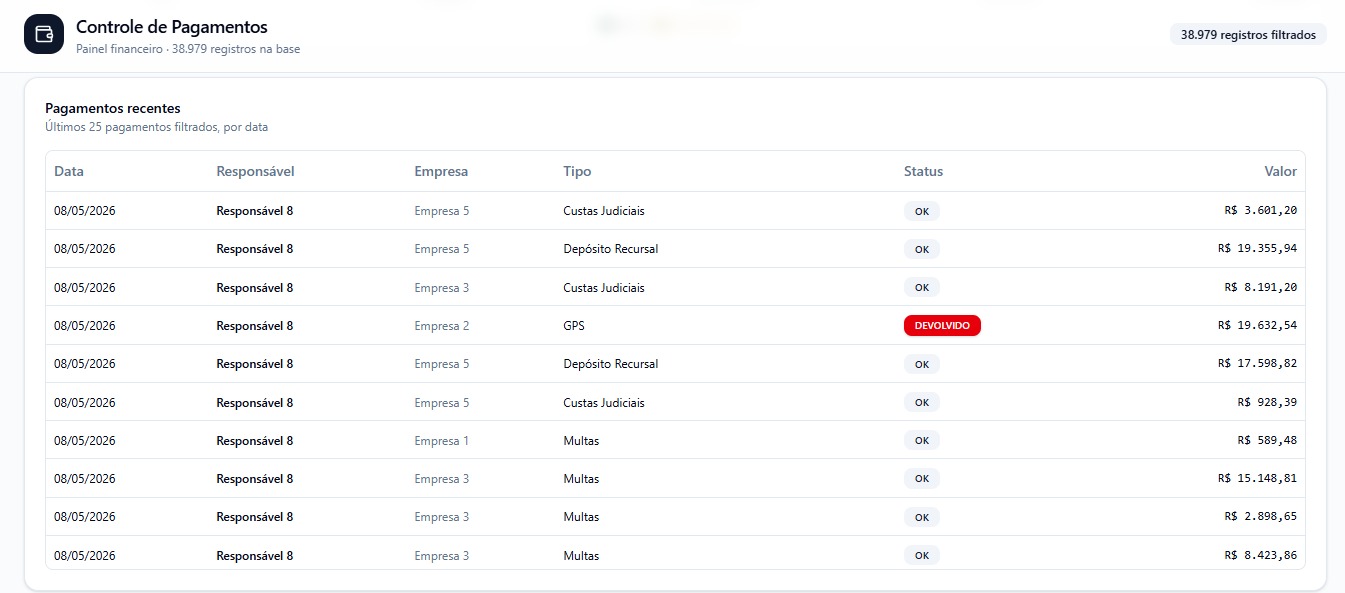 Controle de Pagamentos
Painel financeiro · 38.979 registros na base
38.979 registros filtrados
Pagamentos recentes
Últimos 25 pagamentos filtrados, por data
Data Responsável Empresa Tipo Status Valor
08/05/2026 Responsável 8 Empresa 5 Custas Judiciais OK R$ 3.601,20
08/05/2026 Responsável 8 Empresa 5 Depósito Recursal OK R$ 19.355,94
08/05/2026 Responsável 8 Empresa 3 Custas Judiciais OK R$ 8.191,20
08/05/2026 Responsável 8 Empresa 2 GPS DEVOLVIDO R$ 19.632,54
08/05/2026 Responsável 8 Empresa 5 Depósito Recursal OK R$ 17.598,82
08/05/2026 Responsável 8 Empresa 5 Custas Judiciais OK R$ 928,39
08/05/2026 Responsável 8 Empresa 1 Multas OK R$ 589,48
08/05/2026 Responsável 8 Empresa 3 Multas OK R$ 15.148,81
08/05/2026 Responsável 8 Empresa 3 Multas OK R$ 2.898,65
08/05/2026 Responsável 8 Empresa 3 Multas OK R$ 8.423,86